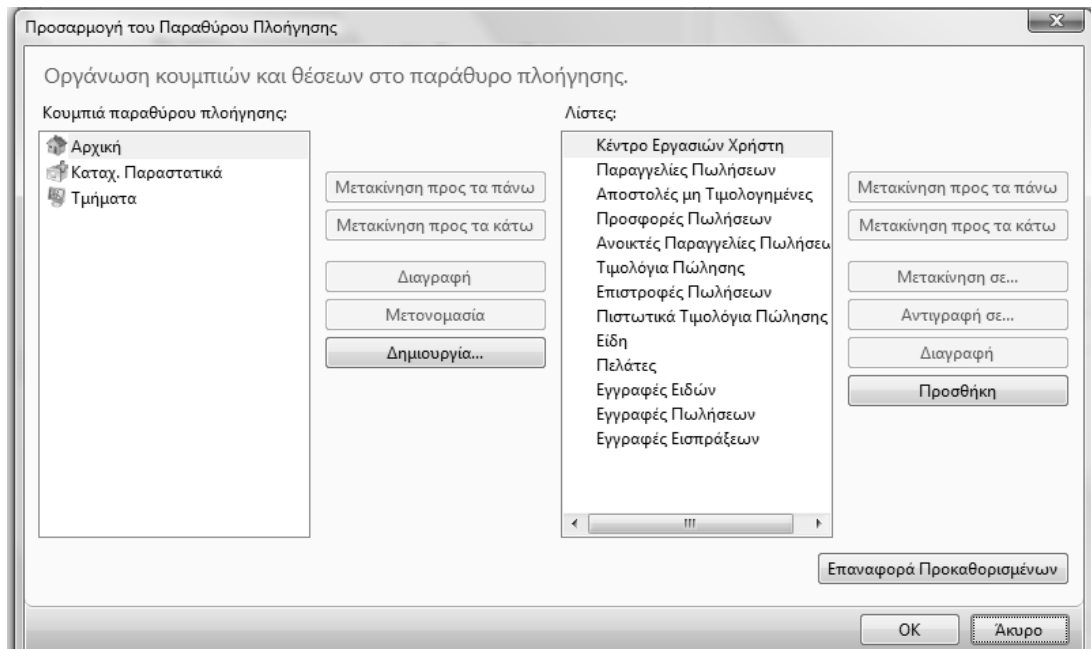 Προσαρμογή του Παραθύρου Πλοήγησης
Οργάνωση κουμπιών και θέσεων στο παράθυρο πλοήγησης.
Κουμπιά παραθύρου πλοήγησης:
Αρχική
Καταχ. Παραστατικά
Τμήματα
Μετακίνηση προς τα πάνω
Μετακίνηση προς τα κάτω
Διαγραφή
Μετονομασία
Δημιουργία...
Λίστες:
Κέντρο Εργασιών Χρήστη
Παραγγελίες Πωλήσεων
Αποστολές μη Τιμολογημένες
Προσφορές Πωλήσεων
Ανοικτές Παραγγελίες Πωλήσεω
Τιμολόγια Πώλησης
Επιστροφές Πωλήσεων
Πιστωτικά Τιμολόγια Πώλησης
Είδη
Πελάτες
Εγγραφές Ειδών
Εγγραφές Πωλήσεων
Εγγραφές Εισπράξεων
Μετακίνηση προς τα πάνω
Μετακίνηση προς τα κάτω
Μετακίνηση σε...
Αντιγραφή σε...
Διαγραφή
Προσθήκη
Επαναφορά Προκαθορισμένων
OK
Άκυρο